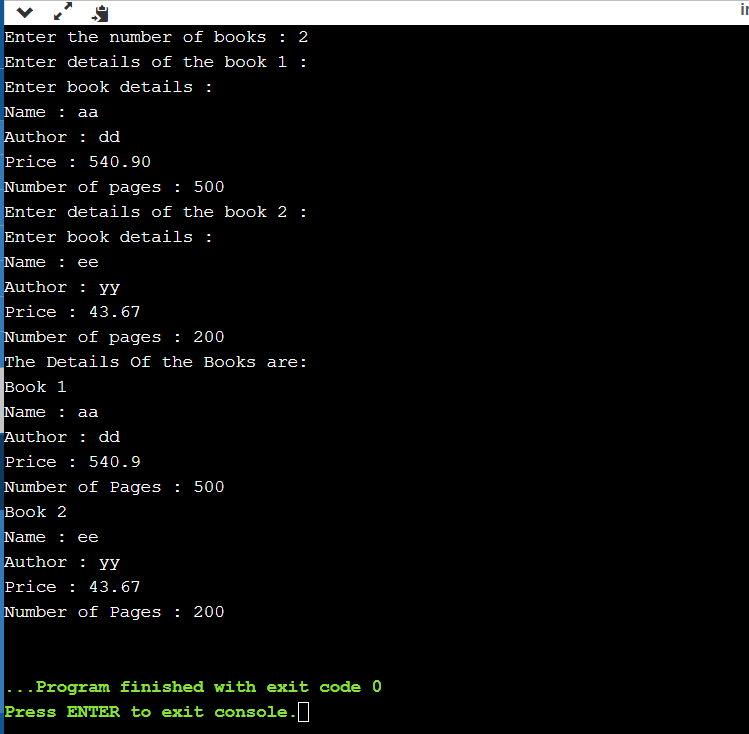 Enter the number of books : 2
Enter details of the book 1 :
Enter book details :
Name : aa
Author : dd
Price : 540.90
Number of pages : 500
Enter details of the book 2 :
Enter book details :
Name : ee
Author : yy
Price : 43.67
Number of pages : 200
The Details Of the Books are:
Book 1
Name : aa
Author : dd
Price : 540.9
Number of Pages : 500
Book 2
Name : ee
Author : yy
Price : 43.67
Number of Pages : 200
...Program finished with exit code 0
Press ENTER to exit console.